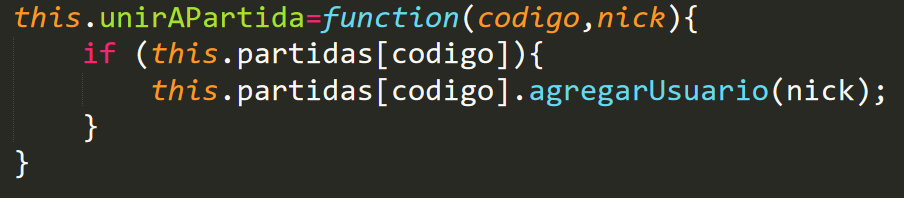 this.unirAPartida=function(codigo,nick){
if (this.partidas[codigo]){
this.partidas[codigo].agregarUsuario(nick);
}
}